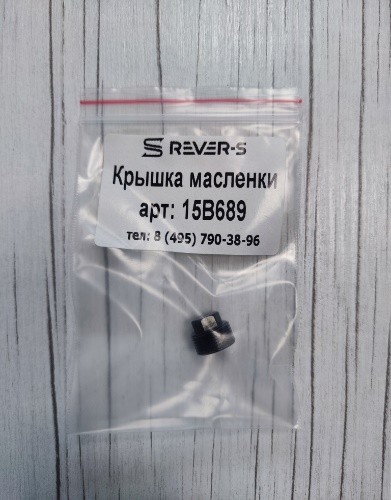 REVER-S
Крышка масленки
арт: 15B689
тел: 8 (495) 790-38-96